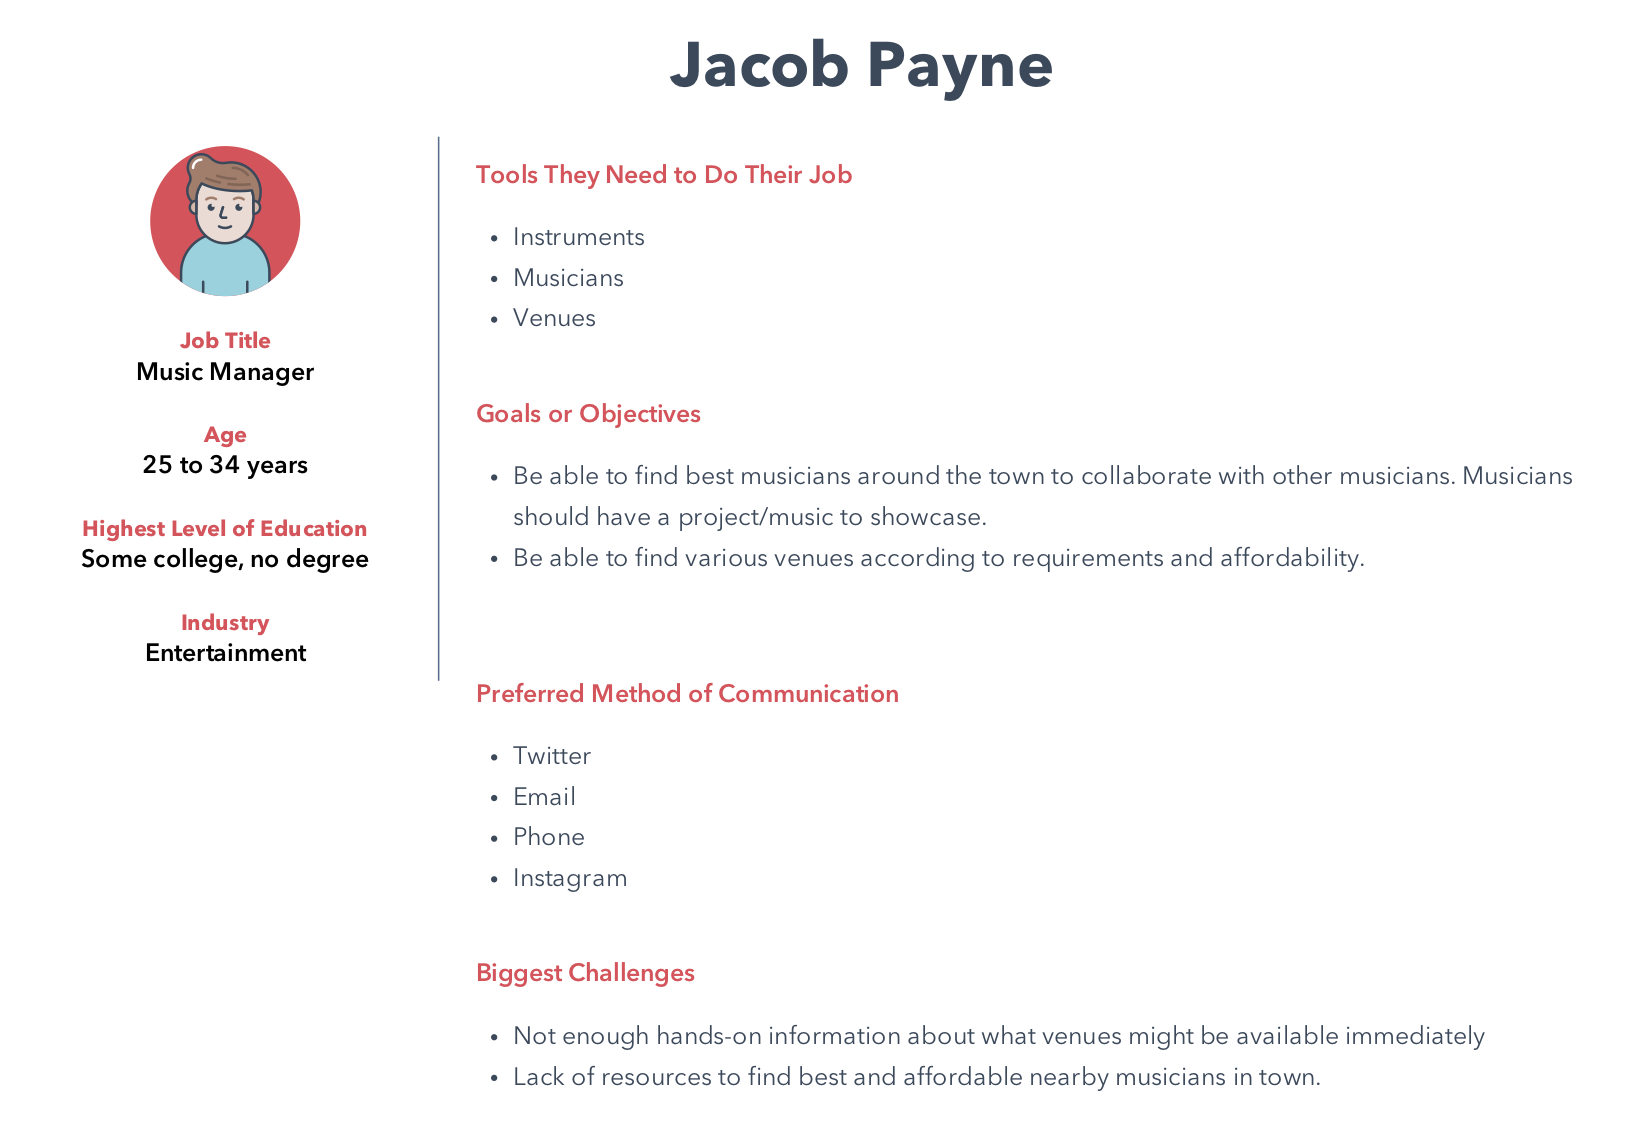 Jacob Payne
Job Title
Music Manager
Age
25 to 34 years
Highest Level of Education
Some college, no degree
Industry
Entertainment
Tools They Need to Do Their Job
• Instruments
• Musicians
• Venues
Goals or Objectives
• Be able to find best musicians around the town to collaborate with other musicians. Musicians
should have a project/music to showcase.
• Be able to find various venues according to requirements and affordability.
Preferred Method of Communication
• Twitter
• Email
• Phone
• Instagram
Biggest Challenges
• Not enough hands-on information about what venues might be available immediately
• Lack of resources to find best and affordable nearby musicians in town.